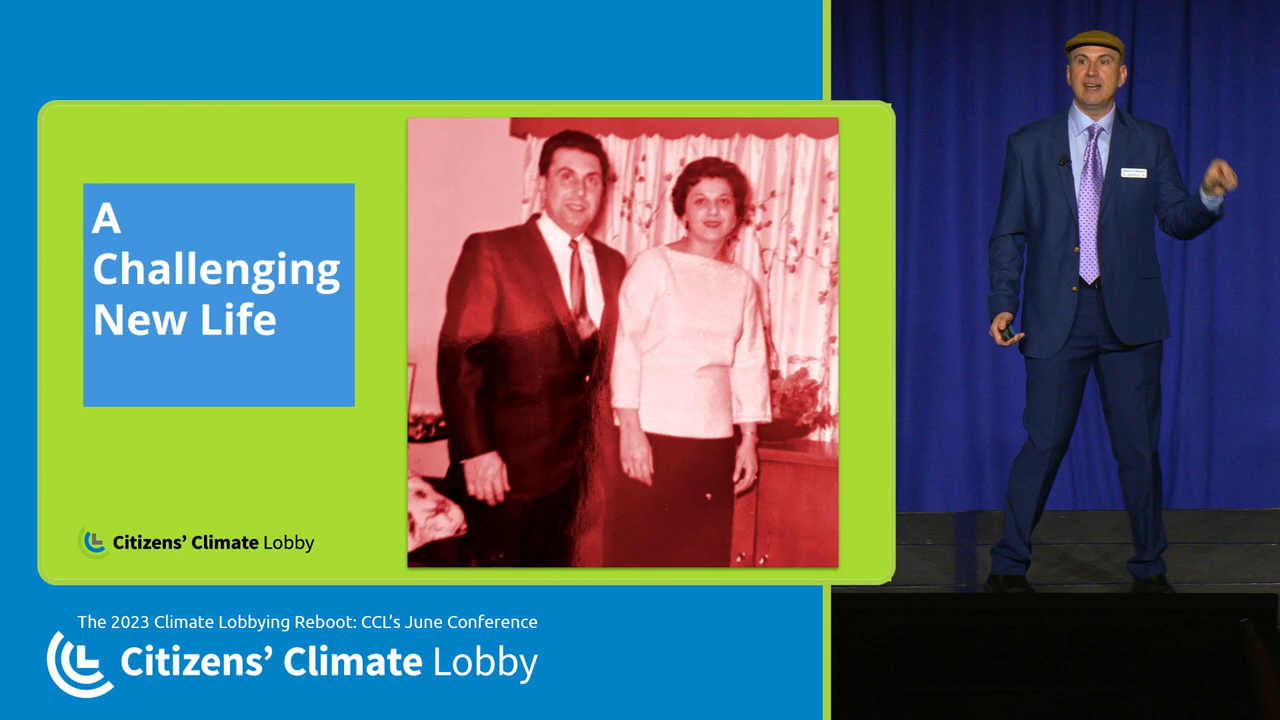 A
Challenging
New Life
Citizens' Climate Lobby
The 2023 Climate Lobbying Reboot: CCL's June Conference
Citizens' Climate Lobby